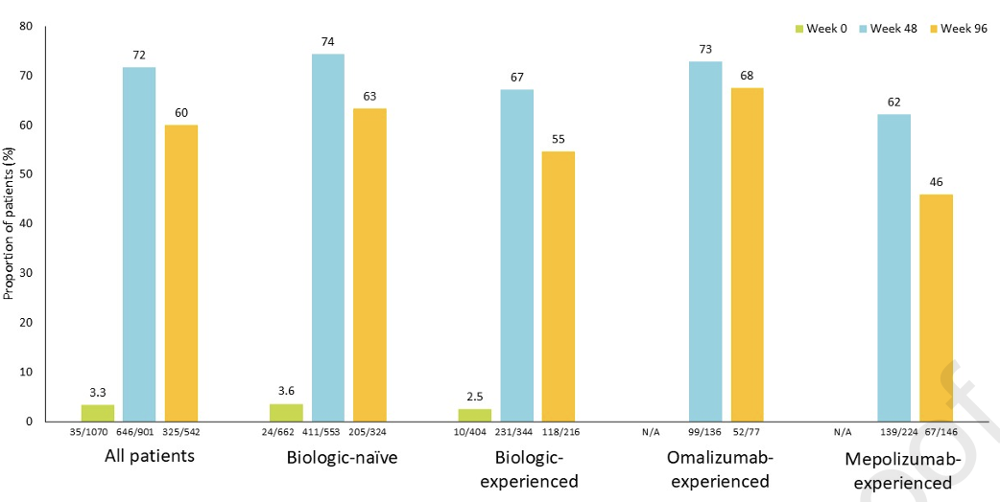 80
70
60
50
40
30
20
10
0
Proportion of patients (%)
Week 0 Week 48 Week 96
3.3 72 60
3.6 74 63
2.5 67 55
73 68
62 46
35/1070 646/901 325/542
24/662 411/553 205/324
10/404 231/344 118/216
N/A 99/136 52/77
N/A 139/224 67/146
All patients
Biologic-naïve
Biologic-
experienced
Omalizumab-
experienced
Mepolizumab-
experienced